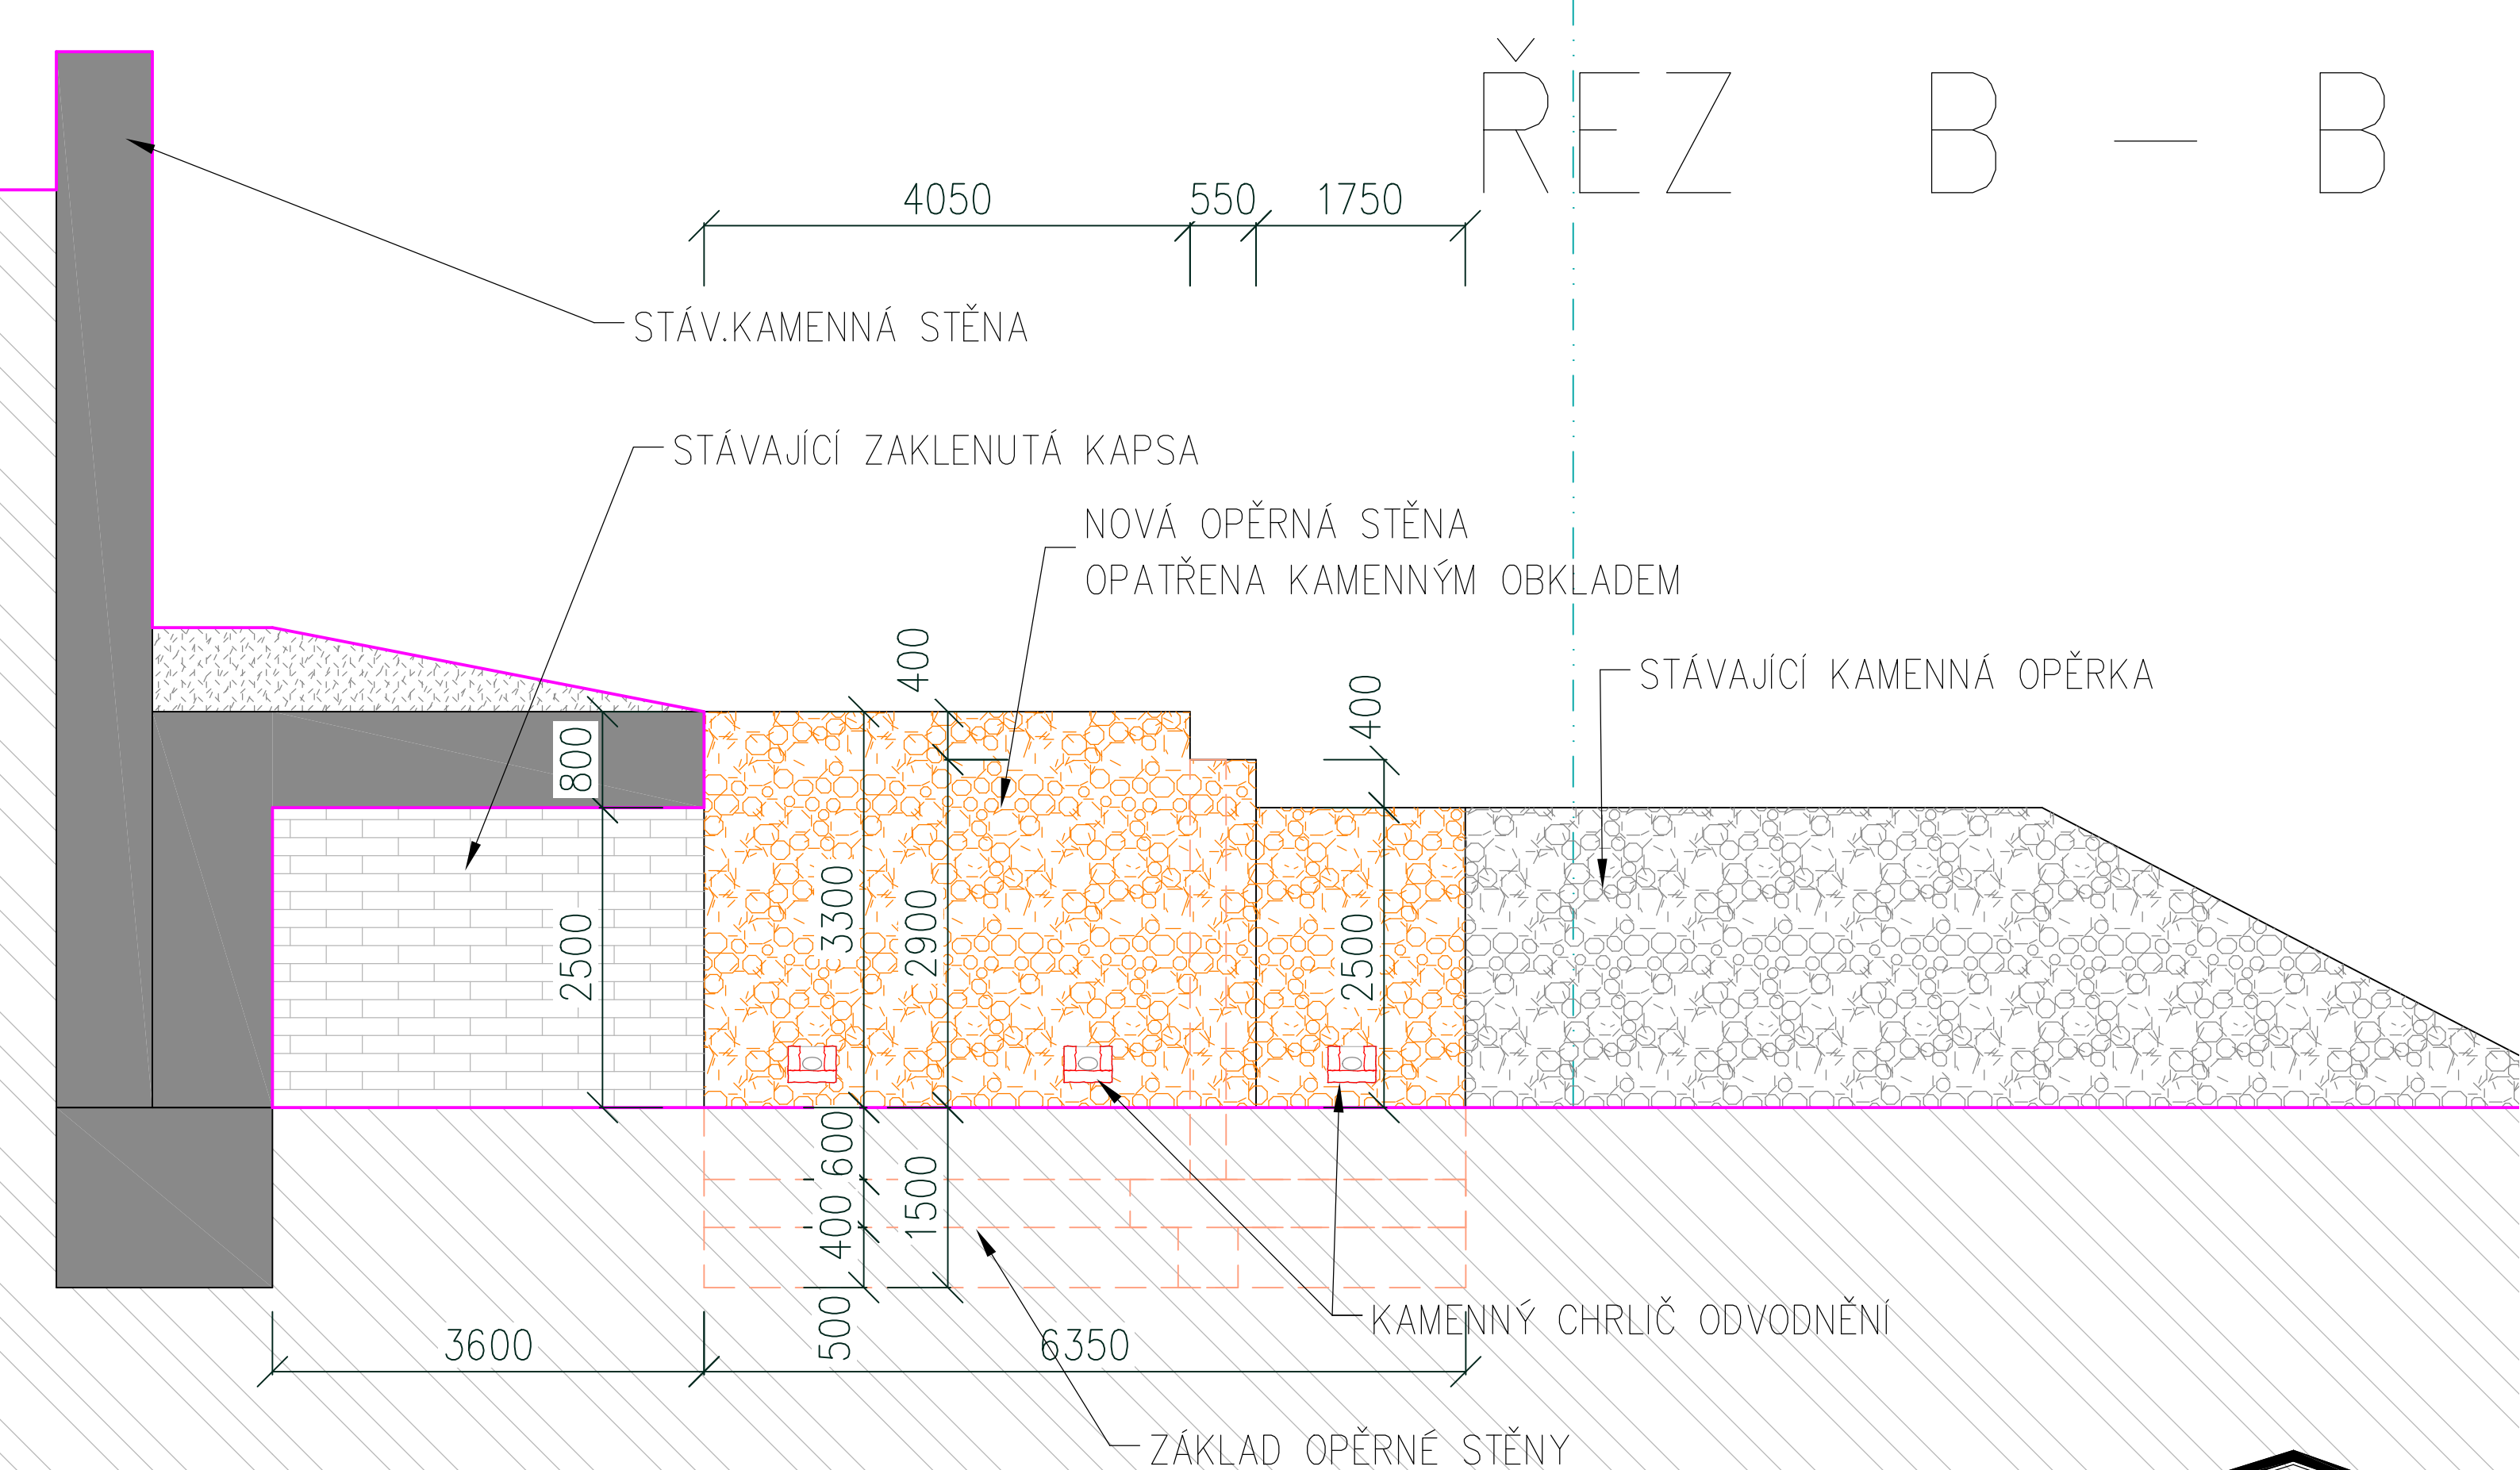 ŘEZ B – B
4050 550 1750
STÁV.KAMENNÁ STĚNA
STÁVAJÍCÍ ZAKLENUTÁ KAPSA
NOVÁ OPĚRNÁ STĚNA
OPATŘENA KAMENNÝM OBKLADEM
400
400
STÁVAJÍCÍ KAMENNÁ OPĚRKA
800
2500
3300
2900
2500
600
400
1500
500
KAMENNÝ CHRLIČ ODVODNĚNÍ
3600 6350
ZÁKLAD OPĚRNÉ STĚNY